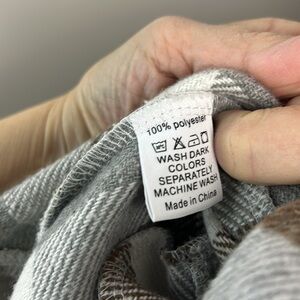 100% polyester
WASH DARK
COLORS
SEPARATELY
MACHINE WASH
Made in China